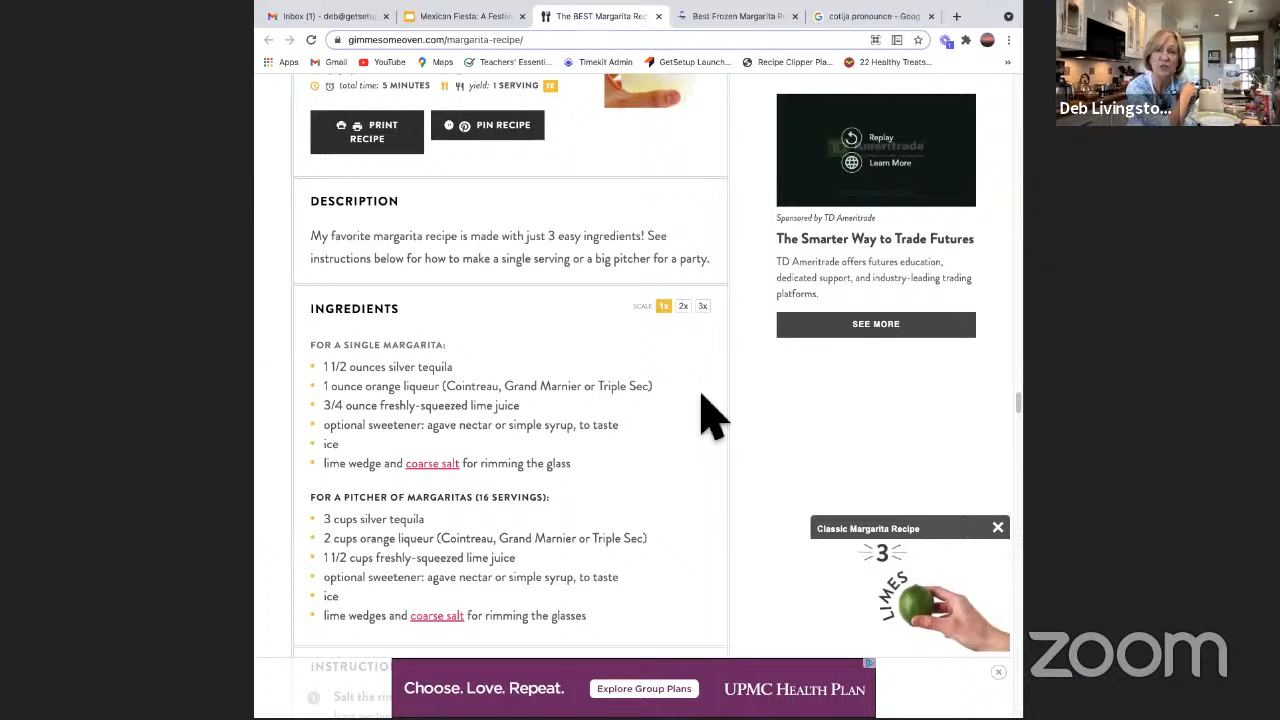 Inbox (1) - deb@getsetup
Mexican Fiesta: A Festive
The BEST Margarita Rec
Best Frozen Margarita R
cotija pronounce - Goog
gimmesomeoven.com/margarita-recipe/
Apps
Gmail
YouTube
Maps
Teachers' Essenti...
Timekit Admin
GetSetup Launch...
Recipe Clipper Pla...
22 Healthy Treats...
»
Deb Livingsto...
total time: 5 MINUTES
yield: 1 SERVING 1X
PRINT
RECIPE
PIN RECIPE
DESCRIPTION
My favorite margarita recipe is made with just 3 easy ingredients! See
instructions below for how to make a single serving or a big pitcher for a party.
INGREDIENTS
SCALE 1x 2x 3x
FOR A SINGLE MARGARITA:
1 1/2 ounces silver tequila
1 ounce orange liqueur (Cointreau, Grand Marnier or Triple Sec)
3/4 ounce freshly-squeezed lime juice
optional sweetener: agave nectar or simple syrup, to taste
ice
lime wedge and coarse salt for rimming the glass
FOR A PITCHER OF MARGARITAS (16 SERVINGS):
3 cups silver tequila
2 cups orange liqueur (Cointreau, Grand Marnier or Triple Sec)
1 1/2 cups freshly-squeezed lime juice
optional sweetener: agave nectar or simple syrup, to taste
ice
lime wedges and coarse salt for rimming the glasses
INSTRUCTIO
1 Salt the rim
Replay
Ameritrade
Learn More
Sponsored by TD Ameritrade
The Smarter Way to Trade Futures
TD Ameritrade offers futures education,
dedicated support, and industry-leading trading
platforms.
SEE MORE
Classic Margarita Recipe
3
LIMES
Choose. Love. Repeat.
Explore Group Plans
UPMC HEALTH PLAN
zoom